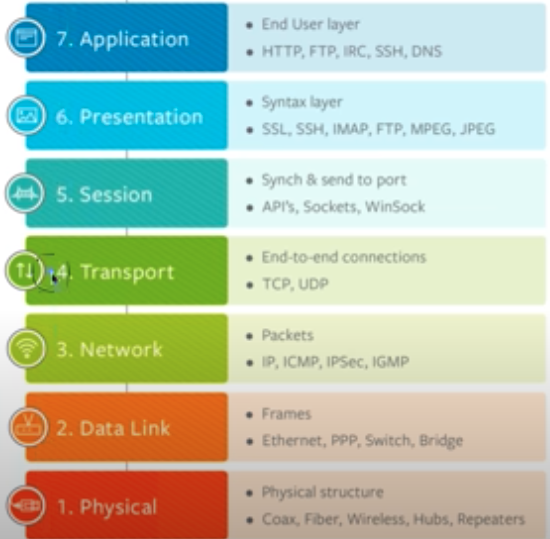 7. Application
• End User layer
• HTTP, FTP, IRC, SSH, DNS
6. Presentation
• Syntax layer
• SSL, SSH, IMAP, FTP, MPEG, JPEG
5. Session
• Synch & send to port
• API's, Sockets, WinSock
4. Transport
• End-to-end connections
• TCP, UDP
3. Network
• Packets
• IP, ICMP, IPSec, IGMP
2. Data Link
• Frames
• Ethernet, PPP, Switch, Bridge
1. Physical
• Physical structure
• Coax, Fiber, Wireless, Hubs, Repeaters